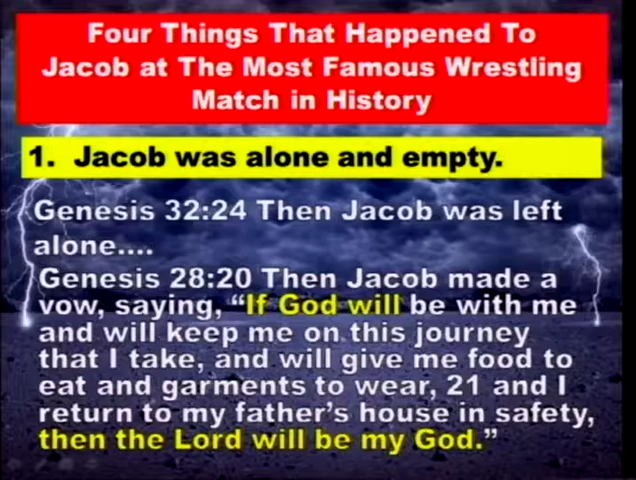 Four Things That Happened To
Jacob at The Most Famous Wrestling
Match in History
1. Jacob was alone and empty.
Genesis 32:24 Then Jacob was left
alone....
Genesis 28:20 Then Jacob made a
vow, saying, “If God will be with me
and will keep me on this journey
that I take, and will give me food to
eat and garments to wear, 21 and I
return to my father’s house in safety,
then the Lord will be my God.”